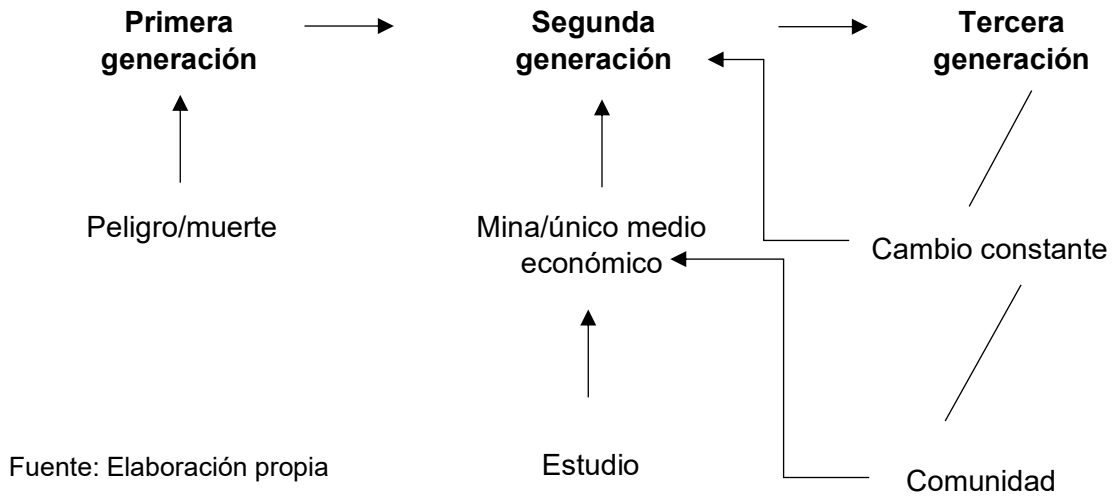 Primera
generación
Segunda
generación
Tercera
generación
Peligro/muerte
Mina/único medio
económico
Cambio constante
Fuente: Elaboración propia
Estudio
Comunidad